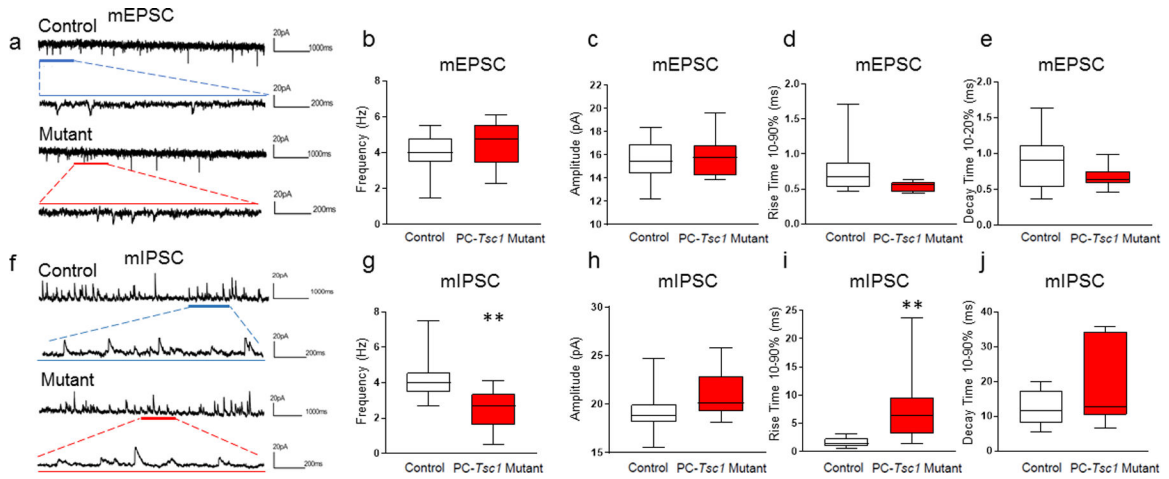 a
mEPSC
Control
20pA
1000ms
20pA
200ms
Mutant
20pA
1000ms
20pA
200ms
b
mEPSC
Frequency (Hz)
8
6
4
2
0
Control
PC-Tsc1 Mutant
c
mEPSC
Amplitude (pA)
24
22
20
18
16
14
12
10
Control
PC-Tsc1 Mutant
d
mEPSC
Rise Time 10-90% (ms)
2.0
1.5
1.0
0.5
0.0
Control
PC-Tsc1 Mutant
e
mEPSC
Decay Time 10-20% (ms)
2.0
1.5
1.0
0.5
0.0
Control
PC-Tsc1 Mutant
f
mIPSC
Control
20pA
1000ms
20pA
200ms
Mutant
20pA
1000ms
20pA
200ms
g
mIPSC
**
Frequency (Hz)
8
6
4
2
0
Control
PC-Tsc1 Mutant
h
mIPSC
Amplitude (pA)
30
25
20
15
Control
PC-Tsc1 Mutant
i
mIPSC
**
Rise Time 10-90% (ms)
25
20
15
10
5
0
Control
PC-Tsc1 Mutant
j
mIPSC
Decay Time 10-90% (ms)
40
30
20
10
0
Control
PC-Tsc1 Mutant